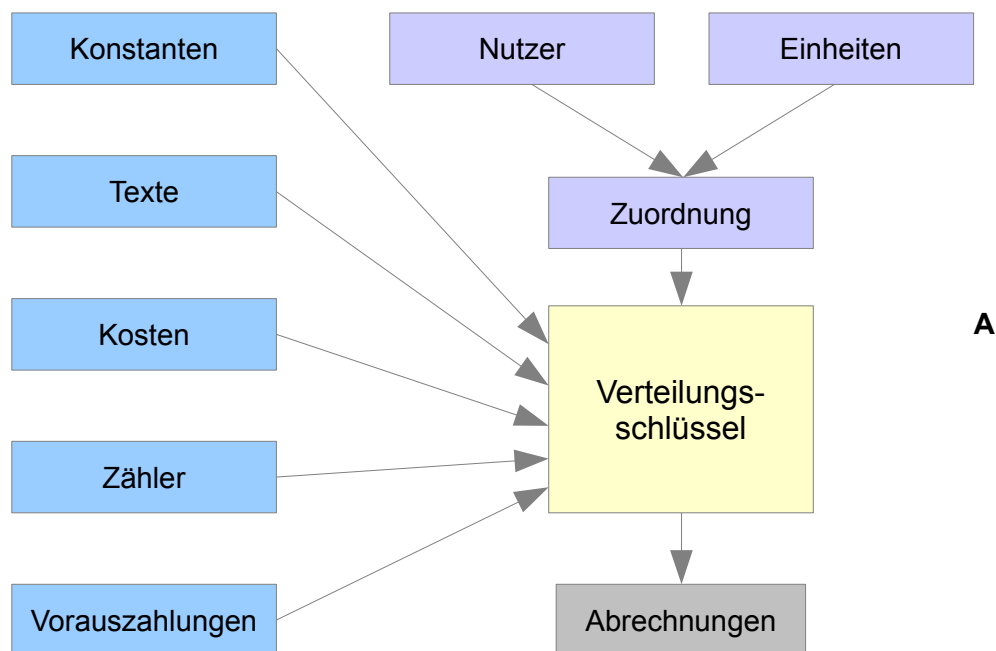 Konstanten
Nutzer
Einheiten
Texte
Zuordnung
Kosten
A
Verteilungs-
schlüssel
Zähler
Vorauszahlungen
Abrechnungen